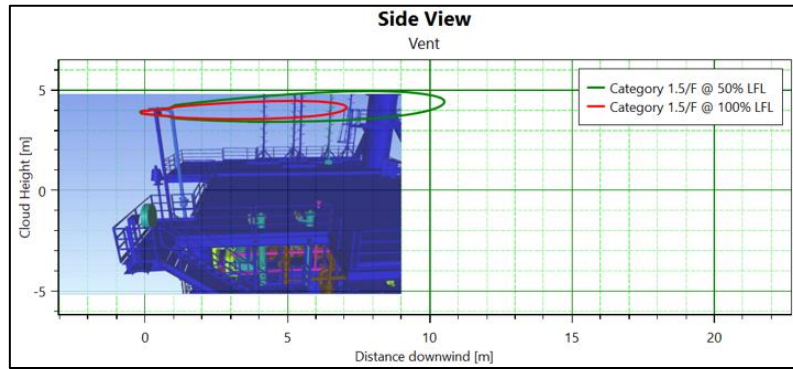 Side View
Vent
Category 1.5/F @ 50% LFL
Category 1.5/F @ 100% LFL
Cloud Height [m]
5
0
-5
0
5
10
15
20
Distance downwind [m]